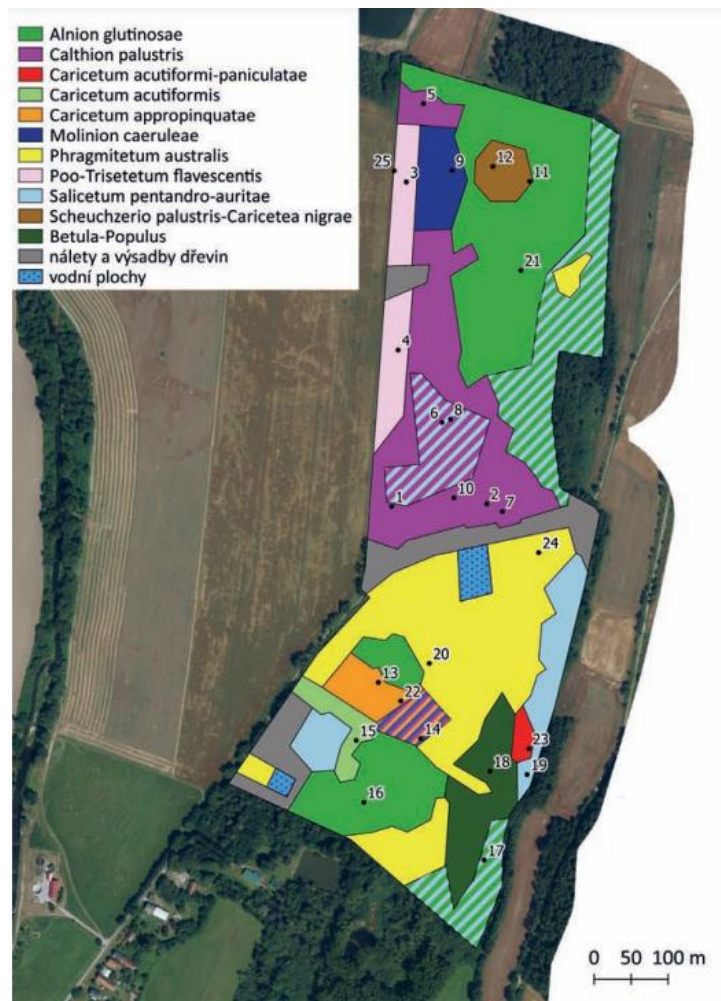 Alnion glutinosae
Calthion palustris
Caricetum acutiformi-paniculatae
Caricetum acutiformis
Caricetum appropinquatae
Molinion caeruleae
Phragmitetum australis
Poo-Trisetetum flavescentis
Salicetum pentandro-auritae
Scheuchzerio palustris-Caricetea nigrae
Betula-Populus
nálety a výsadby dřevin
vodní plochy
5
25
3
9
12
11
21
4
6
8
1
10
2
7
24
20
13
22
14
15
23
18
19
16
17
0 50 100 m